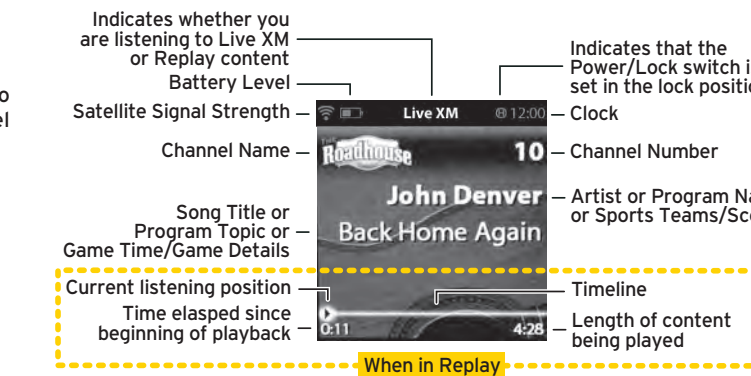 Indicates whether you
are listening to Live XM
or Replay content
Battery Level
Satellite Signal Strength
Channel Name
Song Title or
Program Topic or
Game Time/Game Details
Current listening position
Time elasped since
beginning of playback
Live XM
12:00
THE
Roadhouse
10
John Denver
Back Home Again
0:11
4:28
When in Replay
Indicates that the
Power/Lock switch i
set in the lock positio
Clock
Channel Number
Artist or Program Na
or Sports Teams/Sco
Timeline
Length of content
being played
o
el